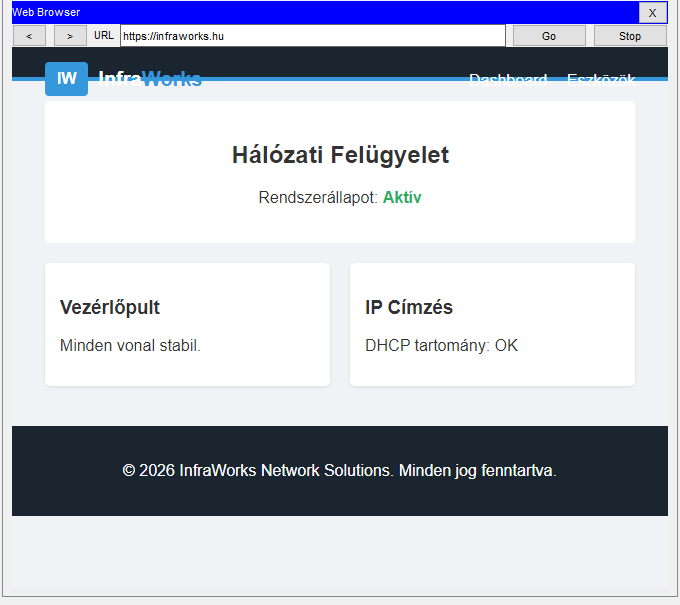 Web Browser X
< > URL https://infraworks.hu Go Stop
IW InfraWorks Dashboard Eszközök
Hálózati Felügyelet
Rendszerállapot: Aktív
Vezérlőpult
Minden vonal stabil.
IP Címzés
DHCP tartomány: OK
© 2026 InfraWorks Network Solutions. Minden jog fenntartva.